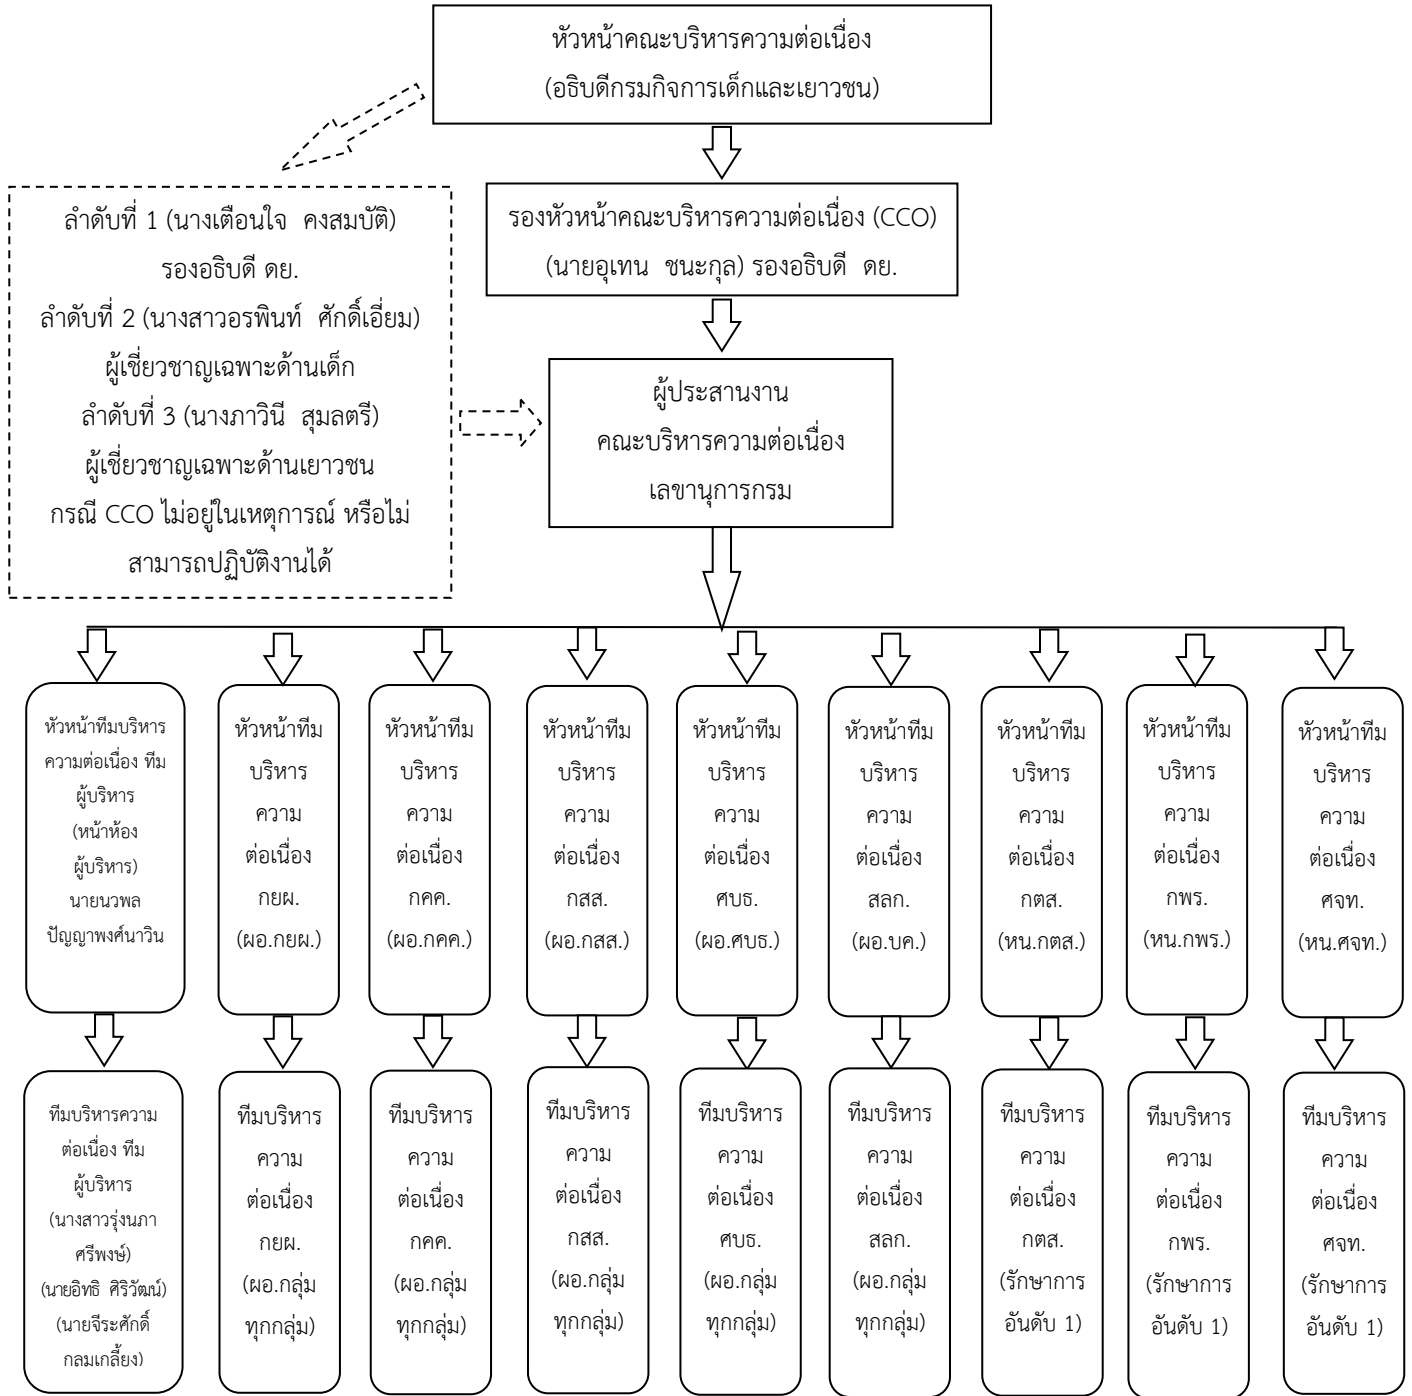 หัวหน้าคณะบริหารความต่อเนื่อง
(อธิบดีกรมกิจการเด็กและเยาวชน)
ลำดับที่ 1 (นางเตือนใจ คงสมบัติ)
รองอธิบดี ดย.
ลำดับที่ 2 (นางสาวอรพินท์ ศักดิ์เอี่ยม)
ผู้เชี่ยวชาญเฉพาะด้านเด็ก
ลำดับที่ 3 (นางภาวินี สุมลตรี)
ผู้เชี่ยวชาญเฉพาะด้านเยาวชน
กรณี CCO ไม่อยู่ในเหตุการณ์ หรือไม่
สามารถปฏิบัติงานได้
รองหัวหน้าคณะบริหารความต่อเนื่อง (CCO)
(นายอุเทน ชนะกุล) รองอธิบดี ดย.
ผู้ประสานงาน
คณะบริหารความต่อเนื่อง
เลขานุการกรม
หัวหน้าทีมบริหาร
ความต่อเนื่อง ทีม
ผู้บริหาร
(หน้าห้อง
ผู้บริหาร)
นายนวพล
ปัญญาพงศ์นาวิน
หัวหน้าทีม
บริหาร
ความ
ต่อเนื่อง
กยผ.
(ผอ.กยผ.)
หัวหน้าทีม
บริหาร
ความ
ต่อเนื่อง
กคค.
(ผอ.กคค.)
หัวหน้าทีม
บริหาร
ความ
ต่อเนื่อง
กสส.
(ผอ.กสส.)
หัวหน้าทีม
บริหาร
ความ
ต่อเนื่อง
ศบธ.
(ผอ.ศบธ.)
หัวหน้าทีม
บริหาร
ความ
ต่อเนื่อง
สลก.
(ผอ.บค.)
หัวหน้าทีม
บริหาร
ความ
ต่อเนื่อง
กตส.
(หน.กตส.)
หัวหน้าทีม
บริหาร
ความ
ต่อเนื่อง
กพร.
(หน.กพร.)
หัวหน้าทีม
บริหาร
ความ
ต่อเนื่อง
ศจท.
(หน.ศจท.)
ทีมบริหารความ
ต่อเนื่อง ทีม
ผู้บริหาร
(นางสาวรุ่งนภา
ศรีพงษ์)
(นายอิทธิ ศิริวัฒน์)
(นายจีระศักดิ์
กลมเกลี้ยง)
ทีมบริหาร
ความ
ต่อเนื่อง
กยผ.
(ผอ.กลุ่ม
ทุกกลุ่ม)
ทีมบริหาร
ความ
ต่อเนื่อง
กคค.
(ผอ.กลุ่ม
ทุกกลุ่ม)
ทีมบริหาร
ความ
ต่อเนื่อง
กสส.
(ผอ.กลุ่ม
ทุกกลุ่ม)
ทีมบริหาร
ความ
ต่อเนื่อง
ศบธ.
(ผอ.กลุ่ม
ทุกกลุ่ม)
ทีมบริหาร
ความ
ต่อเนื่อง
สลก.
(ผอ.กลุ่ม
ทุกกลุ่ม)
ทีมบริหาร
ความ
ต่อเนื่อง
กตส.
(รักษาการ
อันดับ 1)
ทีมบริหาร
ความ
ต่อเนื่อง
กพร.
(รักษาการ
อันดับ 1)
ทีมบริหาร
ความ
ต่อเนื่อง
ศจท.
(รักษาการ
อันดับ 1)